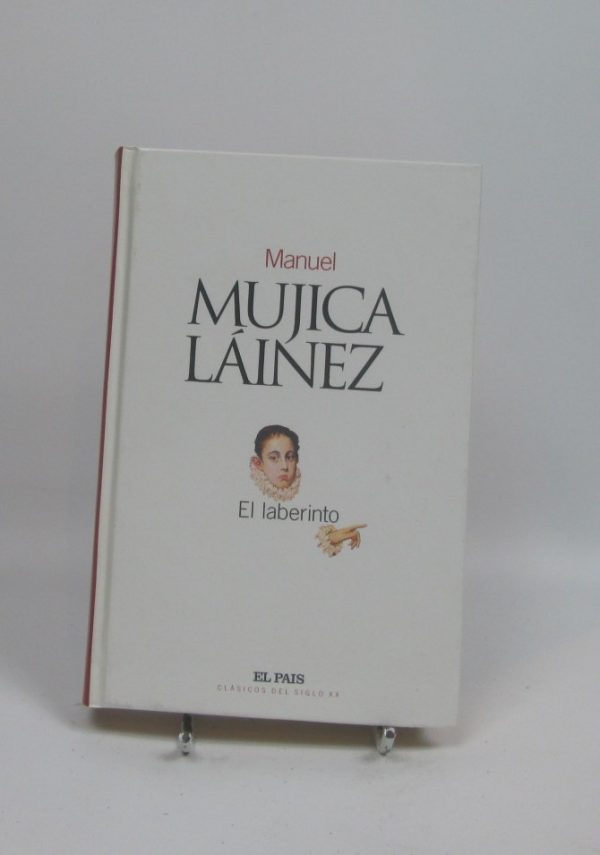 Manuel
MUJICA
LÁINEZ
El laberinto
EL PAIS
CLÁSICOS DEL SIGLO XX